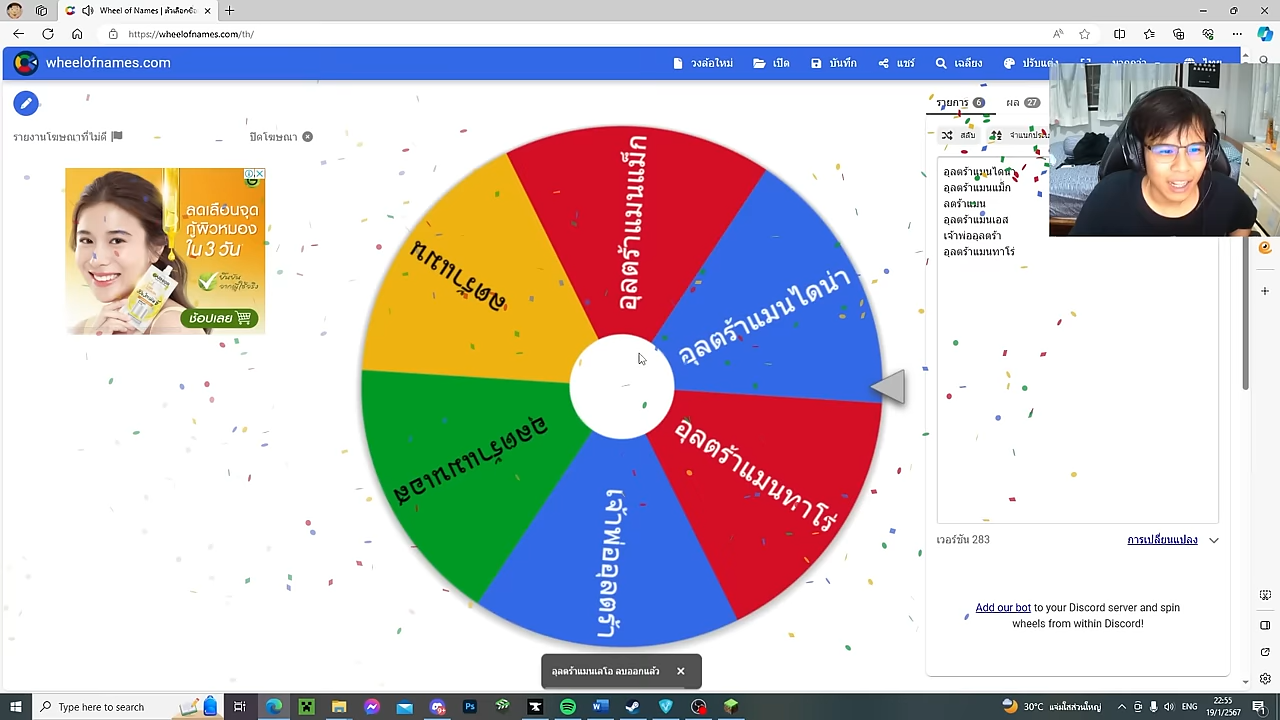 Wheel of Names | ตัวเลือกชื่อ
https://wheelofnames.com/th/
wheelofnames.com
วงล้อใหม่
เปิด
บันทึก
แชร์
เฉลียง
ปรับแต่ง
รายงานโฆษณาที่ไม่ดี
ปิดโฆษณา
ลดเลือนจุด
กู้ผิวหมอง
ใน 3 วัน
ช้อปเลย
อุลตร้าแมนแม็ก
อุลตร้าแมนไดน่า
อุลตร้าแมนทาโร่
เจ้าพ่ออุลตร้า
อุลตร้าแมนเอส
ลตร้าแมน
รายการ 6
ผล 27
สลับ
อุลตร้าแมนไดน่า
อุลตร้าแมนแม็ก
ลตร้าแมน
อุลตร้าแมนเอส
เจ้าพ่ออุลตร้า
อุลตร้าแมนทาโร่
เวอร์ชัน 283
การเปลี่ยนแปลง
Add our bot to your Discord server and spin
wheels from within Discord!
อุลตร้าแมนเลโอ ลบออกแล้ว
Type here to search
30°C
แจ่มใสส่วนใหญ่
22:55
19/1/2567